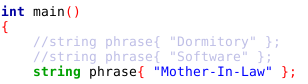 int main()
{
//string phrase{ "Dormitory" };
//string phrase{ "Software" };
string phrase{ "Mother-In-Law" };